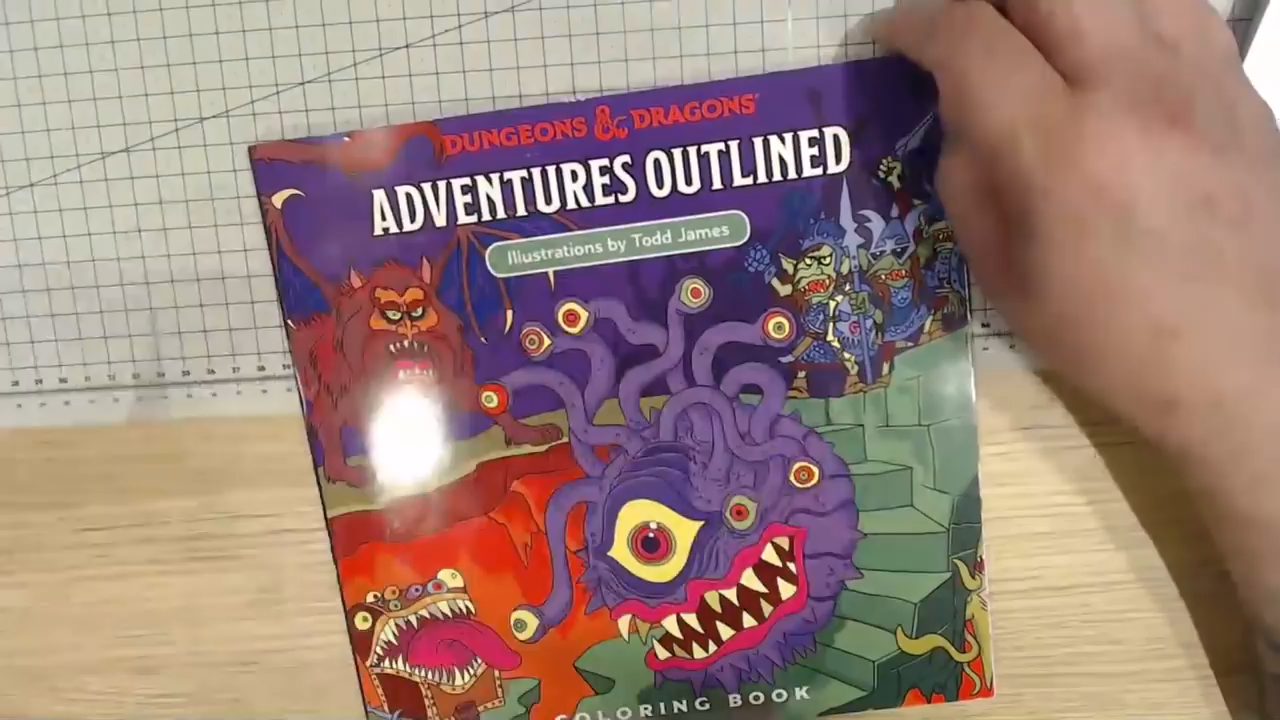 DUNGEONS & DRAGONS
ADVENTURES OUTLINED
Illustrations by Todd James
G
COLORING BOOK